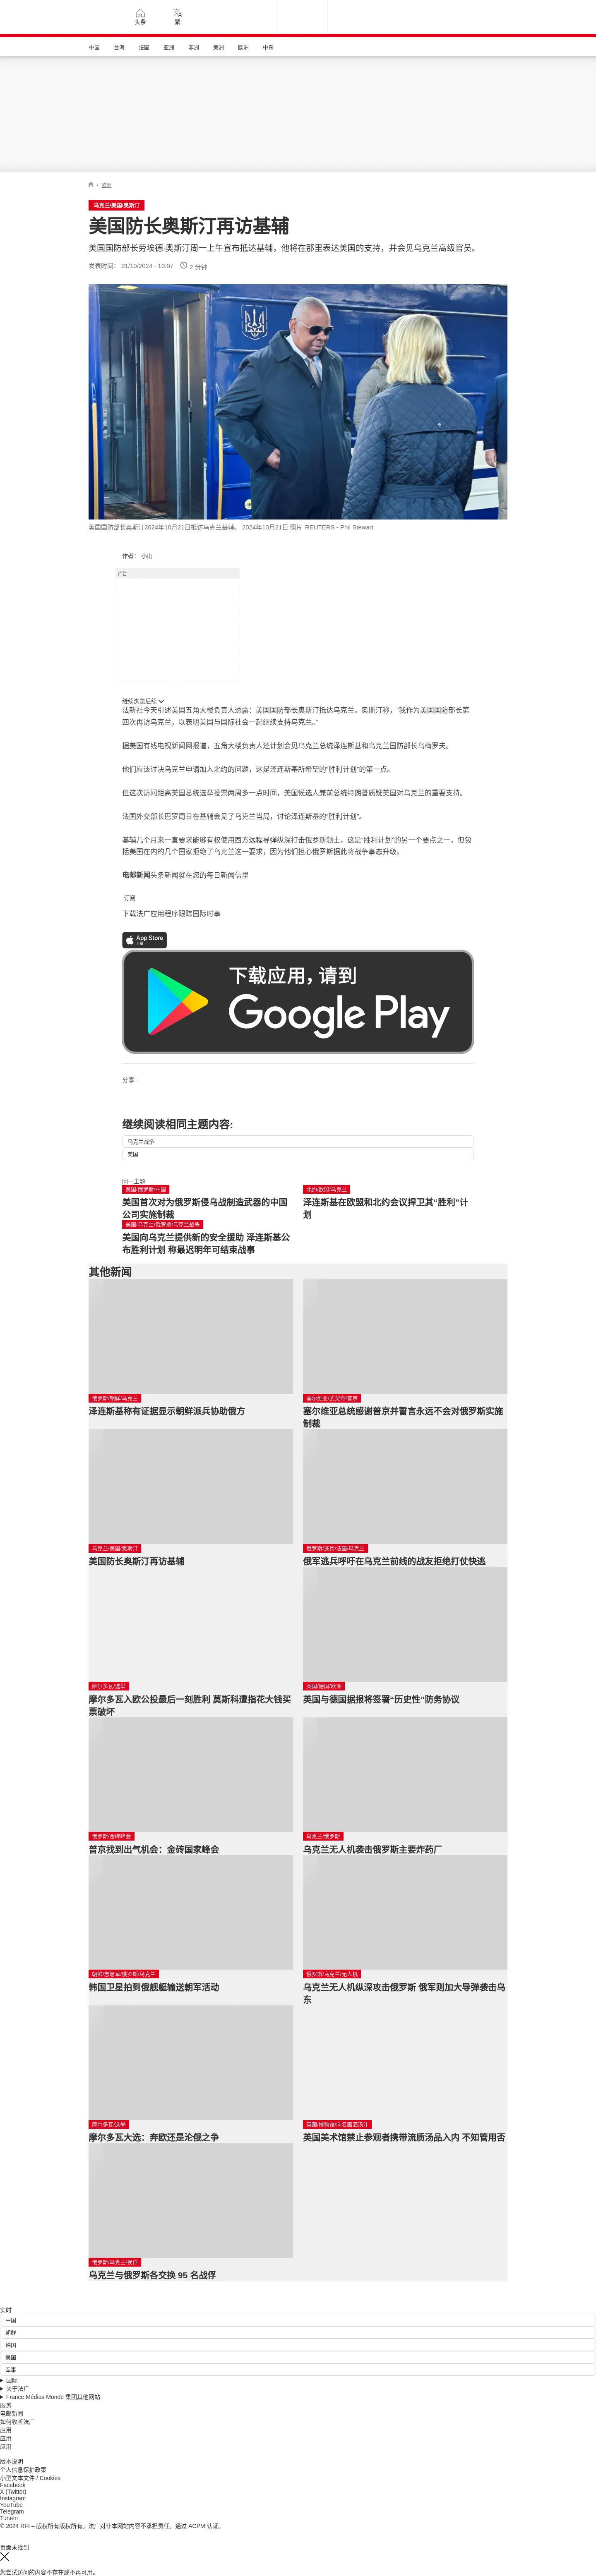 头条
繁
中国
台海
法国
亚洲
非洲
美洲
欧洲
中东
/ 欧洲
乌克兰/美国/奥斯汀
美国防长奥斯汀再访基辅
美国国防部长劳埃德·奥斯汀周一上午宣布抵达基辅，他将在那里表达美国的支持，并会见乌克兰高级官员。
发表时间： 21/10/2024 - 10:07
2 分钟
美国国防部长奥斯汀2024年10月21日抵访乌克兰基辅。 2024年10月21日 照片 REUTERS - Phil Stewart
作者： 小山
广告
继续浏览后续
法新社今天引述美国五角大楼负责人透露：美国国防部长奥斯汀抵达乌克兰。奥斯汀称，“我作为美国国防部长第
四次再访乌克兰，以表明美国与国际社会一起继续支持乌克兰。”
据美国有线电视新闻网报道，五角大楼负责人还计划会见乌克兰总统泽连斯基和乌克兰国防部长乌梅罗夫。
他们应该讨决乌克兰申请加入北约的问题，这是泽连斯基所希望的“胜利计划”的第一点。
但这次访问距离美国总统选举投票两周多一点时间，美国候选人兼前总统特朗普质疑美国对乌克兰的重要支持。
法国外交部长巴罗周日在基辅会见了乌克兰当局，讨论泽连斯基的“胜利计划”。
基辅几个月来一直要求能够有权使用西方远程导弹纵深打击俄罗斯领土，这是“胜利计划”的另一个要点之一，但包
括美国在内的几个国家拒绝了乌克兰这一要求，因为他们担心俄罗斯据此将战争事态升级。
电邮新闻头条新闻就在您的每日新闻信里
订阅
下载法广应用程序跟踪国际时事
App Store
下载
下载应用，请到
Google Play
分享 :
继续阅读相同主题内容:
乌克兰战争
美国
同一主题
美国/俄罗斯/中国
美国首次对为俄罗斯侵乌战制造武器的中国
公司实施制裁
北约/欧盟/乌克兰
泽连斯基在欧盟和北约会议捍卫其“胜利”计
划
美国/乌克兰/俄罗斯/乌克兰战争
美国向乌克兰提供新的安全援助 泽连斯基公
布胜利计划 称最迟明年可结束战事
其他新闻
俄罗斯/朝鲜/乌克兰
泽连斯基称有证据显示朝鲜派兵协助俄方
塞尔维亚/武契奇/普京
塞尔维亚总统感谢普京并誓言永远不会对俄罗斯实施
制裁
乌克兰/美国/奥斯汀
美国防长奥斯汀再访基辅
俄罗斯/逃兵/法国/乌克兰
俄军逃兵呼吁在乌克兰前线的战友拒绝打仗快逃
摩尔多瓦/选举
摩尔多瓦入欧公投最后一刻胜利 莫斯科遭指花大钱买
票破坏
英国/德国/欧洲
英国与德国据报将签署“历史性”防务协议
俄罗斯/金砖峰会
普京找到出气机会：金砖国家峰会
乌克兰/俄罗斯
乌克兰无人机袭击俄罗斯主要炸药厂
朝鲜/志愿军/俄罗斯/乌克兰
韩国卫星拍到俄舰艇输送朝军活动
俄罗斯/乌克兰/无人机
乌克兰无人机纵深攻击俄罗斯 俄军则加大导弹袭击乌
东
摩尔多瓦/选举
摩尔多瓦大选：奔欧还是沦俄之争
英国/博物馆/向名画洒汤汁
英国美术馆禁止参观者携带流质汤品入内 不知管用否
俄罗斯/乌克兰/换俘
乌克兰与俄罗斯各交换 95 名战俘
实时
中国
朝鲜
韩国
美国
军事
国际
关于法广
France Médias Monde 集团其他网站
服务
电邮新闻
如何收听法广
应用
应用
应用
版本说明
个人信息保护政策
小型文本文件 / Cookies
Facebook
X (Twitter)
Instagram
YouTube
Telegram
TuneIn
© 2024 RFI – 版权所有版权所有。法广对非本网站内容不承担责任。通过 ACPM 认证。
页面未找到
您尝试访问的内容不存在或不再可用。